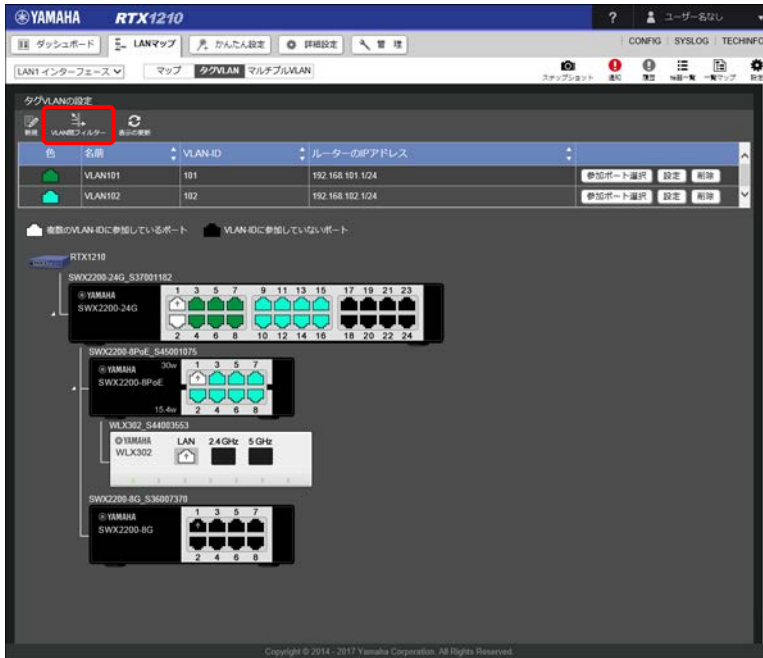 YAMAHA RTX1210 ? ユーザー名なし
ダッシュボード LANマップ かんたん設定 詳細設定 管 理 CONFIG SYSLOG TECHINFO
LAN1 インターフェース マップ タグVLAN マルチプルVLAN スナップショット 通知 履歴 機器一覧 一覧マップ 設定
タグVLANの設定
新規 VLAN間フィルター 表示の更新
色 名前 VLAN-ID ルーターのIPアドレス
VLAN101 101 192.168.101.1/24 参加ポート選択 設定 削除
VLAN102 102 192.168.102.1/24 参加ポート選択 設定 削除
複数のVLAN-IDに参加しているポート VLAN-IDに参加していないポート
RTX1210
SWX2200-24G_S37001182
YAMAHA
SWX2200-24G
1 3 5 7 9 11 13 15 17 19 21 23
2 4 6 8 10 12 14 16 18 20 22 24
SWX2200-8PoE_S45001075
YAMAHA
SWX2200-8PoE
30w 1 3 5 7
15.4w 2 4 6 8
WLX302_S44003553
YAMAHA
WLX302
LAN 2.4GHz 5GHz
SWX2200-8G_S36007370
YAMAHA
SWX2200-8G
1 3 5 7
2 4 6 8
Copyright © 2014 - 2017 Yamaha Corporation. All Rights Reserved.